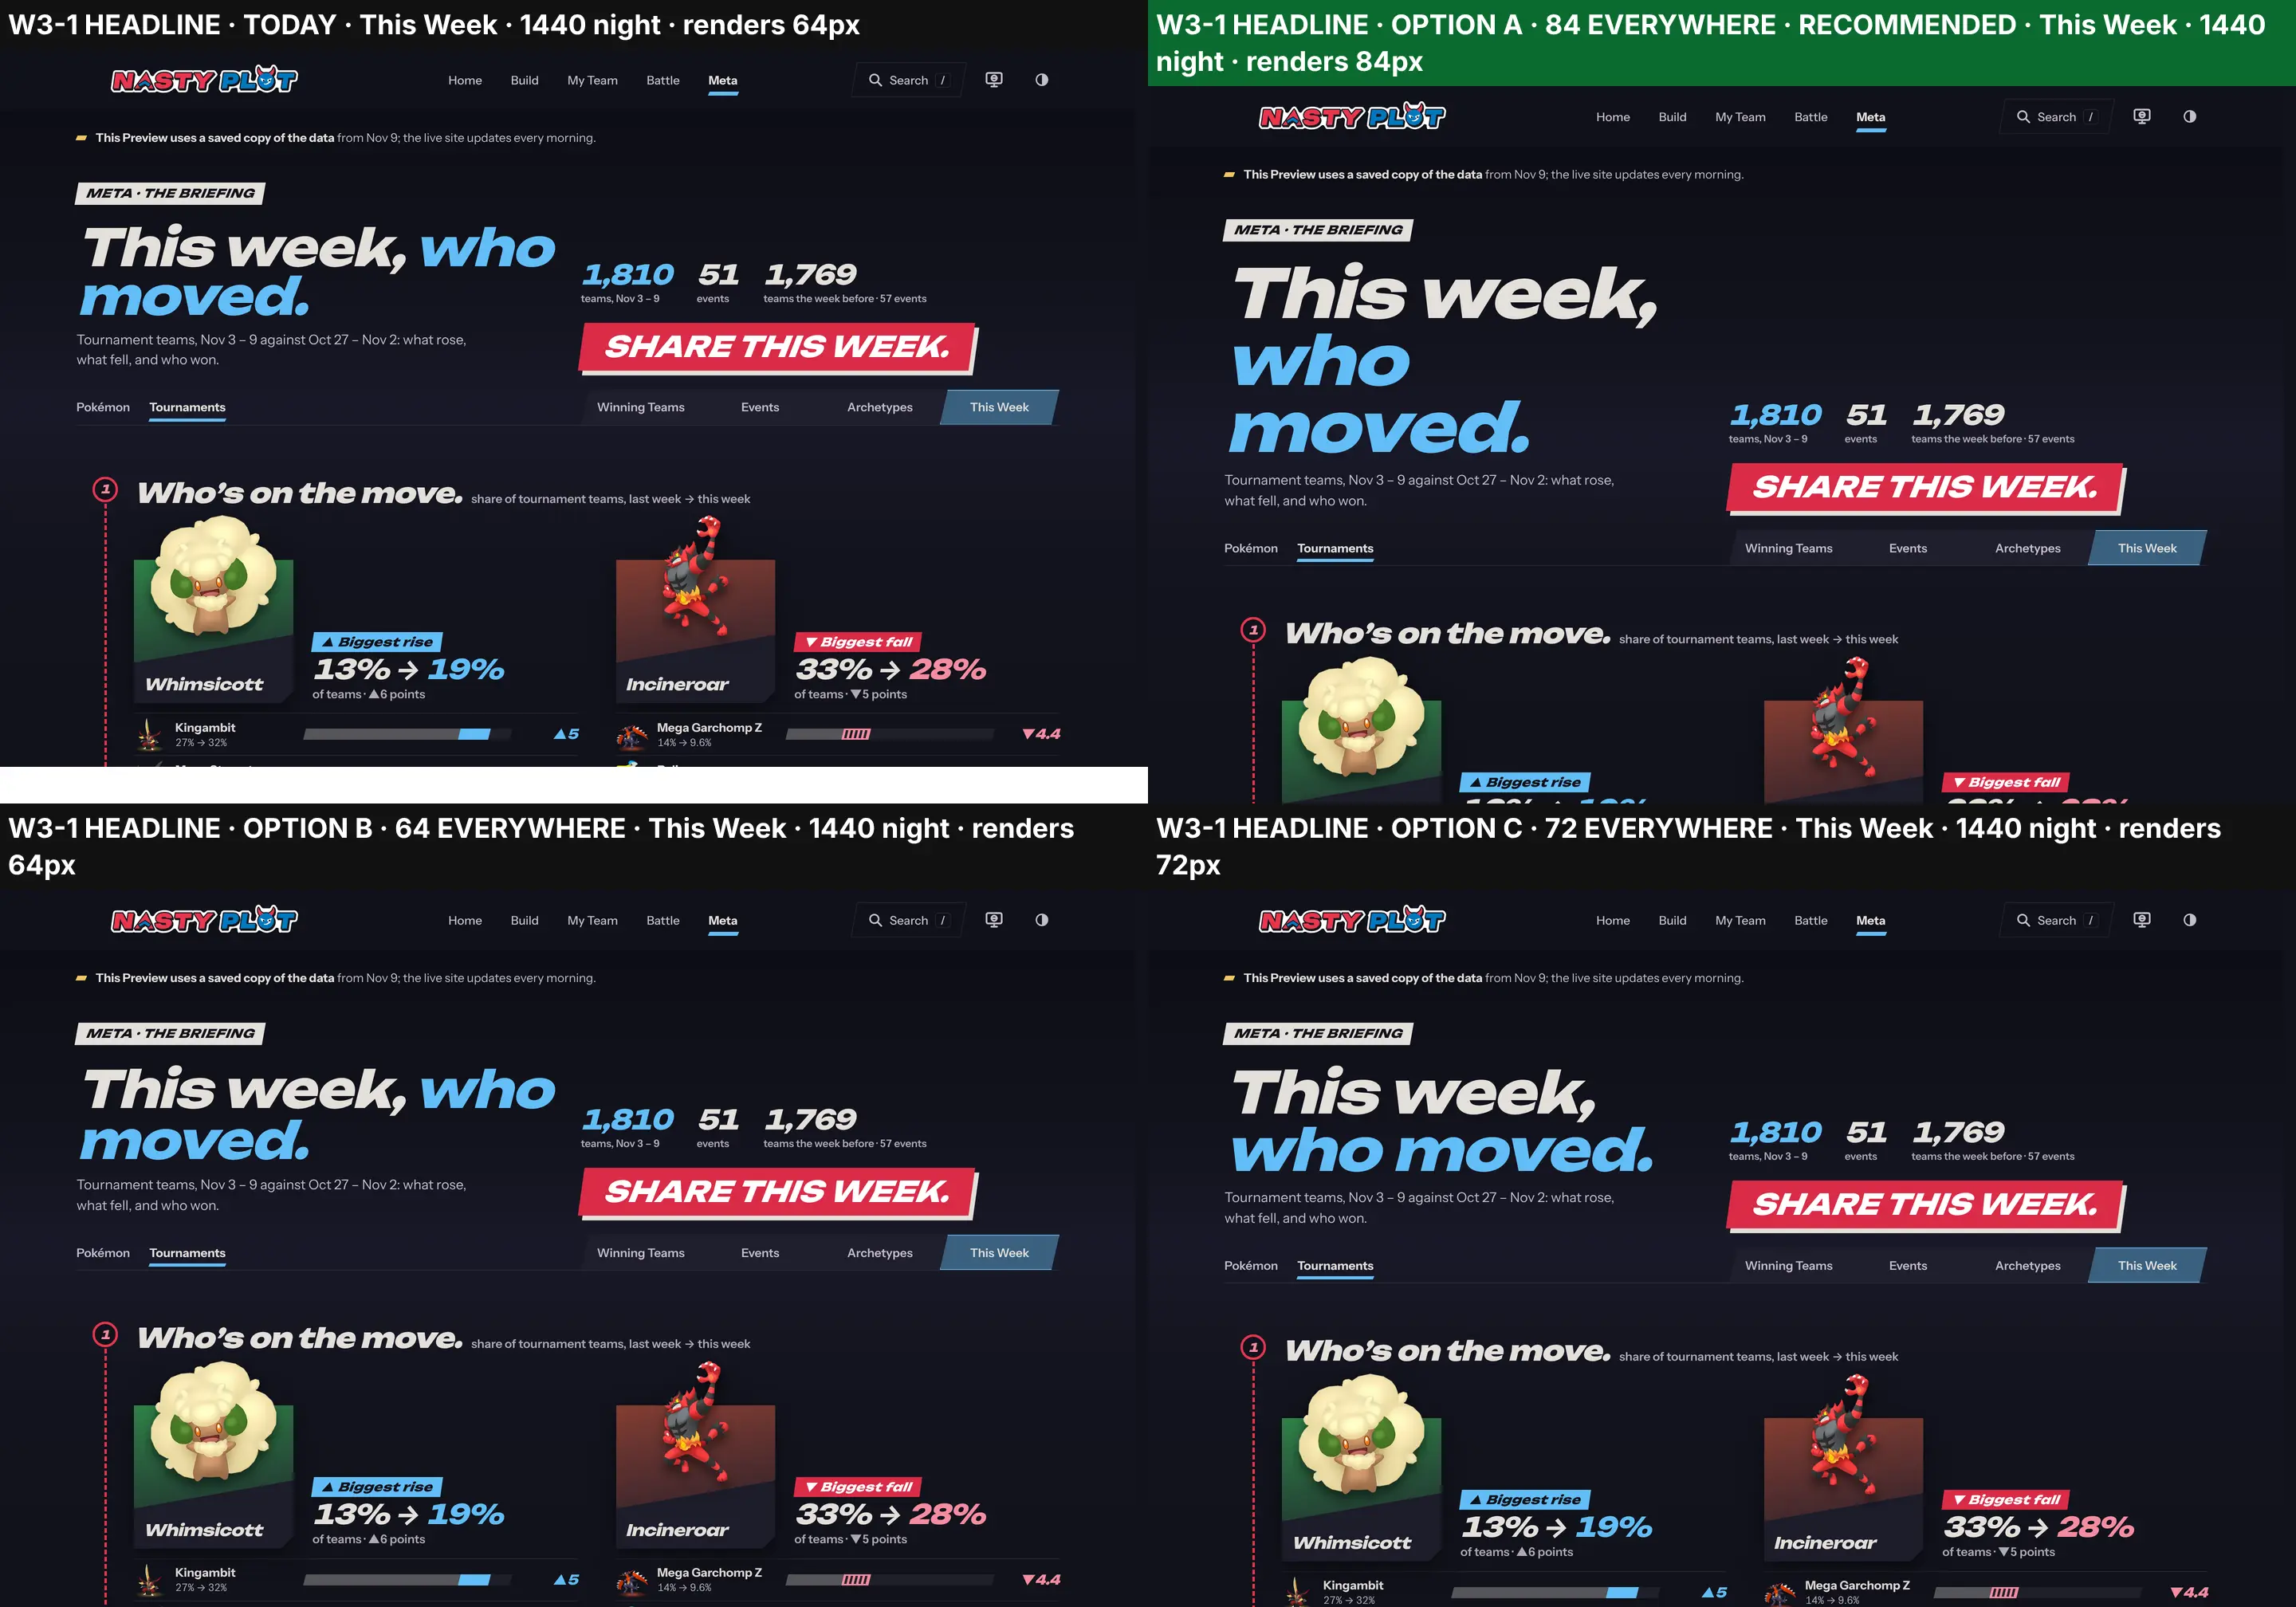 W3-1 HEADLINE · TODAY · This Week · 1440 night · renders 64px
NASTY PLOT
Home Build My Team Battle Meta
Search /
This Preview uses a saved copy of the data from Nov 9; the live site updates every morning.
META · THE BRIEFING
This week, who
moved.
1,810 51 1,769
teams, Nov 3 – 9 events teams the week before · 57 events
Tournament teams, Nov 3 – 9 against Oct 27 – Nov 2: what rose,
what fell, and who won.
SHARE THIS WEEK.
Pokémon Tournaments Winning Teams Events Archetypes This Week
1 Who's on the move. share of tournament teams, last week → this week
▲ Biggest rise
13% → 19%
of teams · ▲6 points
Whimsicott
▼ Biggest fall
33% → 28%
of teams · ▼5 points
Incineroar
Kingambit
27% → 32%
▲5
Mega Garchomp Z
14% → 9.6%
▼4.4
W3-1 HEADLINE · OPTION A · 84 EVERYWHERE · RECOMMENDED · This Week · 1440
night · renders 84px
NASTY PLOT
Home Build My Team Battle Meta
Search /
This Preview uses a saved copy of the data from Nov 9; the live site updates every morning.
META · THE BRIEFING
This week,
who
moved.
1,810 51 1,769
teams, Nov 3 – 9 events teams the week before · 57 events
Tournament teams, Nov 3 – 9 against Oct 27 – Nov 2: what rose,
what fell, and who won.
SHARE THIS WEEK.
Pokémon Tournaments Winning Teams Events Archetypes This Week
1 Who's on the move. share of tournament teams, last week → this week
▲ Biggest rise
▼ Biggest fall
W3-1 HEADLINE · OPTION B · 64 EVERYWHERE · This Week · 1440 night · renders
64px
NASTY PLOT
Home Build My Team Battle Meta
Search /
This Preview uses a saved copy of the data from Nov 9; the live site updates every morning.
META · THE BRIEFING
This week, who
moved.
1,810 51 1,769
teams, Nov 3 – 9 events teams the week before · 57 events
Tournament teams, Nov 3 – 9 against Oct 27 – Nov 2: what rose,
what fell, and who won.
SHARE THIS WEEK.
Pokémon Tournaments Winning Teams Events Archetypes This Week
1 Who's on the move. share of tournament teams, last week → this week
▲ Biggest rise
13% → 19%
of teams · ▲6 points
Whimsicott
▼ Biggest fall
33% → 28%
of teams · ▼5 points
Incineroar
Kingambit
27% → 32%
▲5
Mega Garchomp Z
14% → 9.6%
▼4.4
W3-1 HEADLINE · OPTION C · 72 EVERYWHERE · This Week · 1440 night · renders
72px
NASTY PLOT
Home Build My Team Battle Meta
Search /
This Preview uses a saved copy of the data from Nov 9; the live site updates every morning.
META · THE BRIEFING
This week,
who moved.
1,810 51 1,769
teams, Nov 3 – 9 events teams the week before · 57 events
Tournament teams, Nov 3 – 9 against Oct 27 – Nov 2: what rose,
what fell, and who won.
SHARE THIS WEEK.
Pokémon Tournaments Winning Teams Events Archetypes This Week
1 Who's on the move. share of tournament teams, last week → this week
▲ Biggest rise
13% → 19%
of teams · ▲6 points
Whimsicott
▼ Biggest fall
33% → 28%
of teams · ▼5 points
Incineroar
Kingambit
27% → 32%
▲5
Mega Garchomp Z
14% → 9.6%
▼4.4